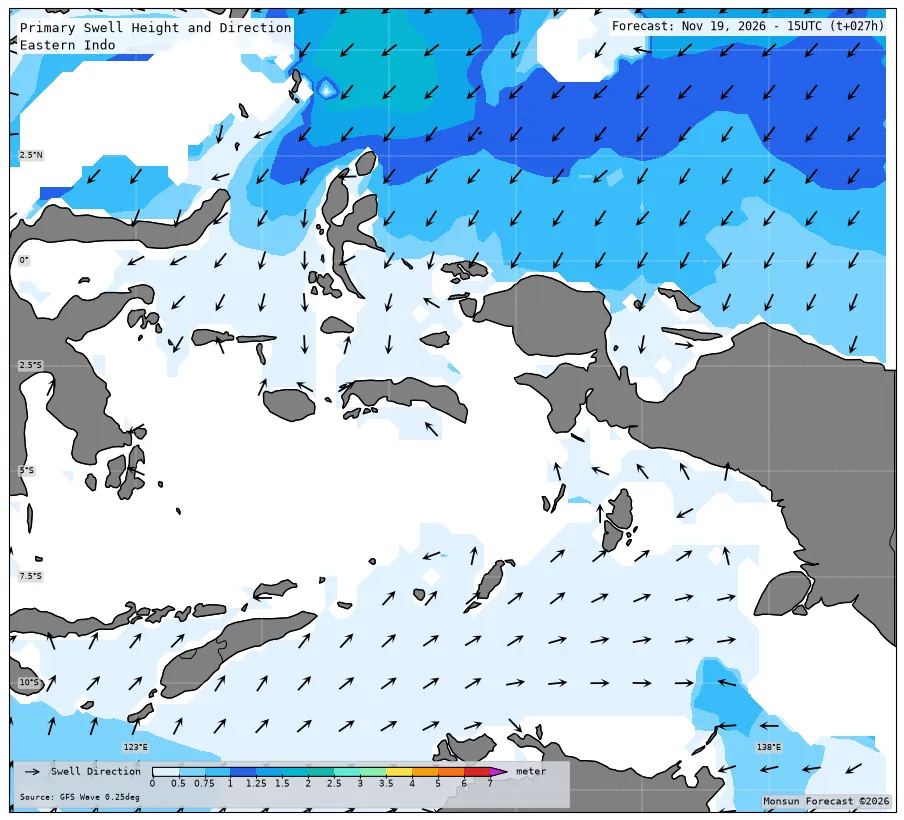 Primary Swell Height and Direction
Eastern Indo
Forecast: Nov 19, 2026 - 15UTC (t+027h)
2.5°N
0°
2.5°S
5°S
7.5°S
10°S
123°E
138°E
Swell Direction
0 0.5 0.75 1 1.25 1.5 2 2.5 3 3.5 4 5 6 7
meter
Source: GFS Wave 0.25deg
Monsun Forecast ©2026